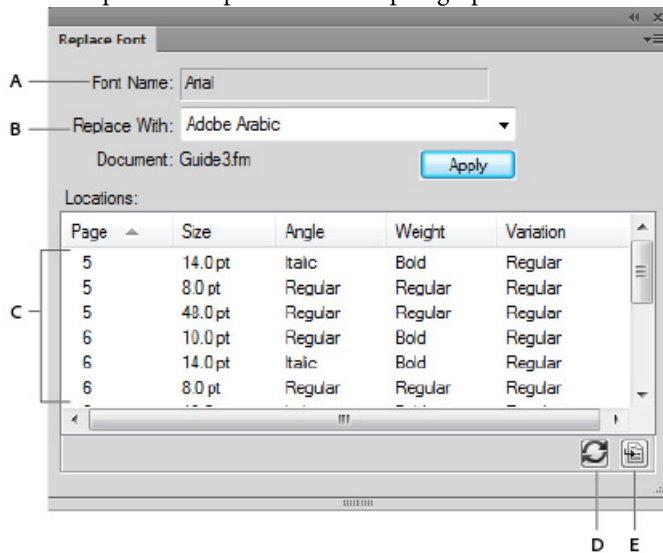 Replace Font
A Font Name: Arial
B Replace With: Adobe Arabic
Document: Guide3.fm Apply
Locations:
Page Size Angle Weight Variation
5 14.0 pt Italic Bold Regular
5 8.0 pt Regular Regular Regular
C 5 48.0 pt Regular Regular Regular
6 10.0 pt Regular Bold Regular
6 14.0 pt Italic Bold Regular
6 8.0 pt Regular Regular Regular
D E